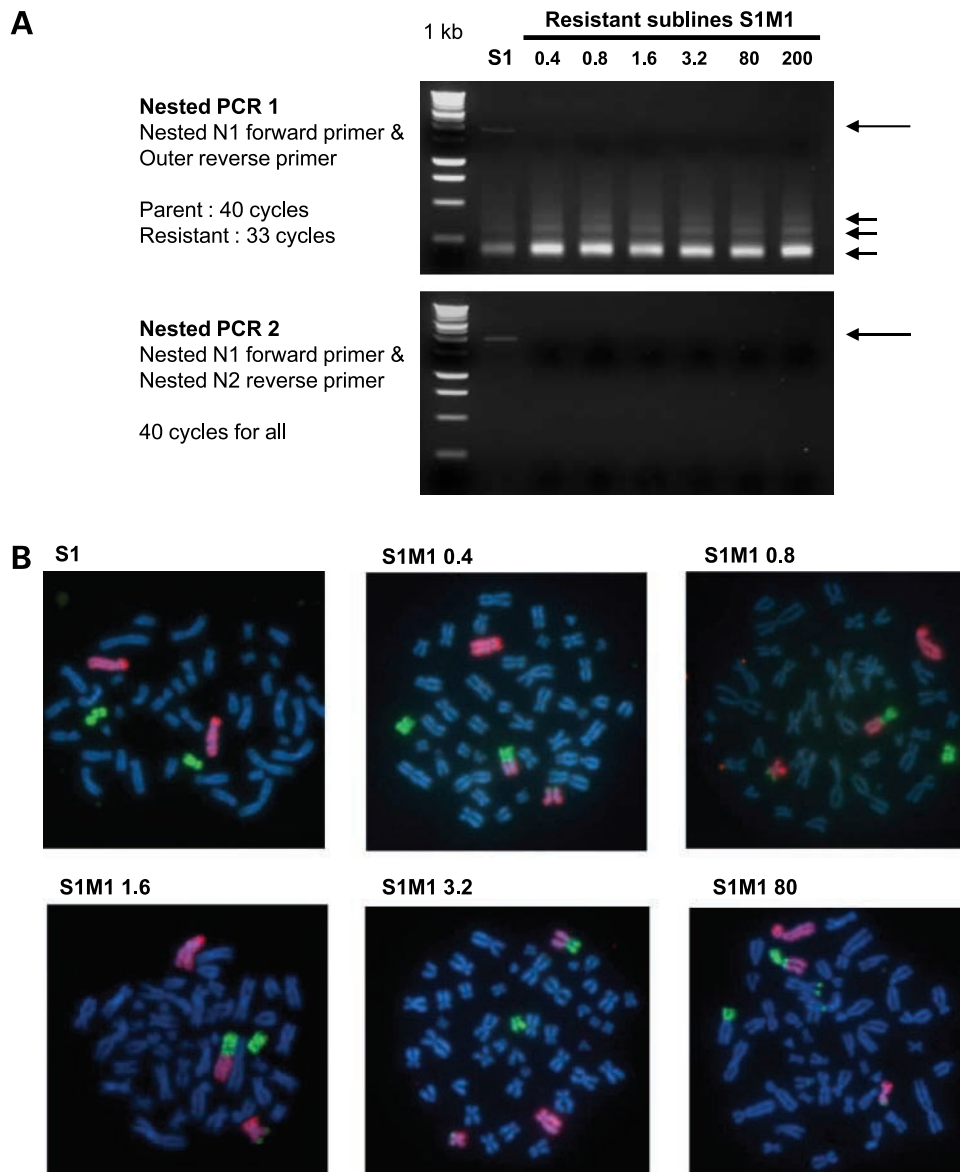 A
1 kb
Resistant sublines S1M1
S1 0.4 0.8 1.6 3.2 80 200
Nested PCR 1
Nested N1 forward primer &
Outer reverse primer
Parent : 40 cycles
Resistant : 33 cycles
Nested PCR 2
Nested N1 forward primer &
Nested N2 reverse primer
40 cycles for all
B
S1
S1M1 0.4
S1M1 0.8
S1M1 1.6
S1M1 3.2
S1M1 80